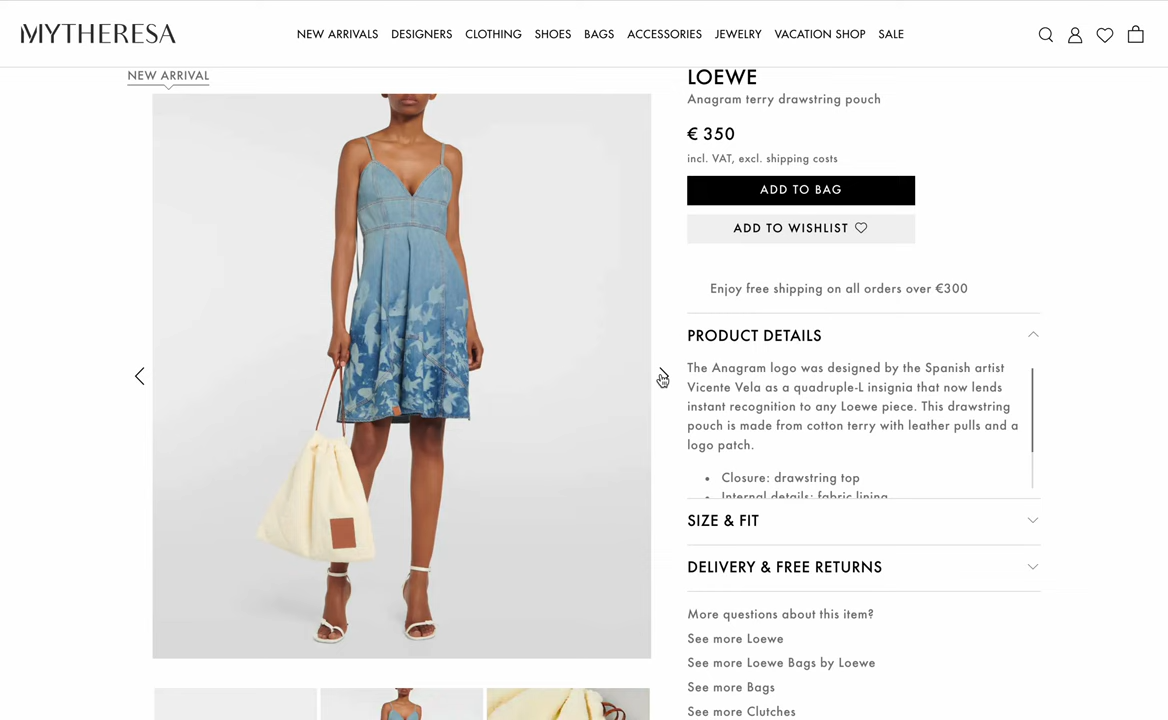 MYTHERESA
NEW ARRIVALS DESIGNERS CLOTHING SHOES BAGS ACCESSORIES JEWELRY VACATION SHOP SALE
NEW ARRIVAL
LOEWE
Anagram terry drawstring pouch
€ 350
incl. VAT, excl. shipping costs
ADD TO BAG
ADD TO WISHLIST
Enjoy free shipping on all orders over €300
PRODUCT DETAILS
The Anagram logo was designed by the Spanish artist
Vicente Vela as a quadruple-L insignia that now lends
instant recognition to any Loewe piece. This drawstring
pouch is made from cotton terry with leather pulls and a
logo patch.
• Closure: drawstring top
• Internal details: fabric lining
SIZE & FIT
DELIVERY & FREE RETURNS
More questions about this item?
See more Loewe
See more Loewe Bags by Loewe
See more Bags
See more Clutches